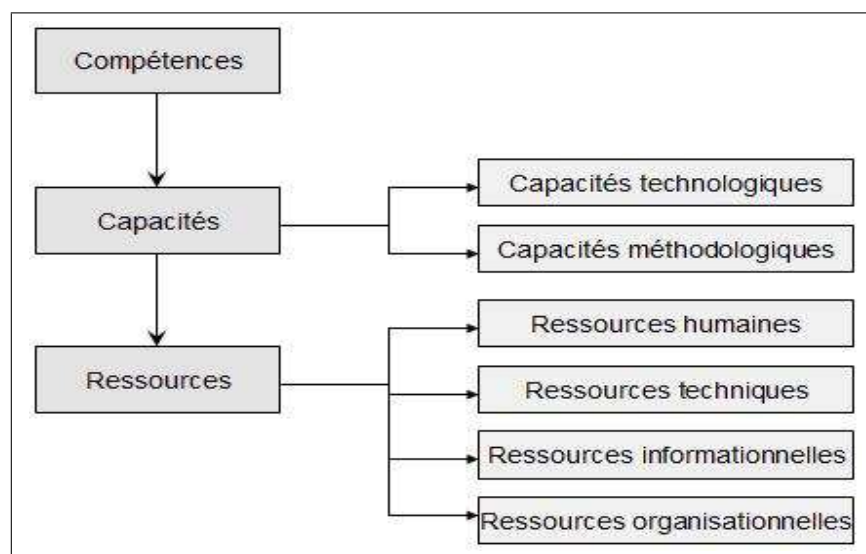 Compétences
Capacités
Capacités technologiques
Capacités méthodologiques
Ressources
Ressources humaines
Ressources techniques
Ressources informationnelles
Ressources organisationnelles